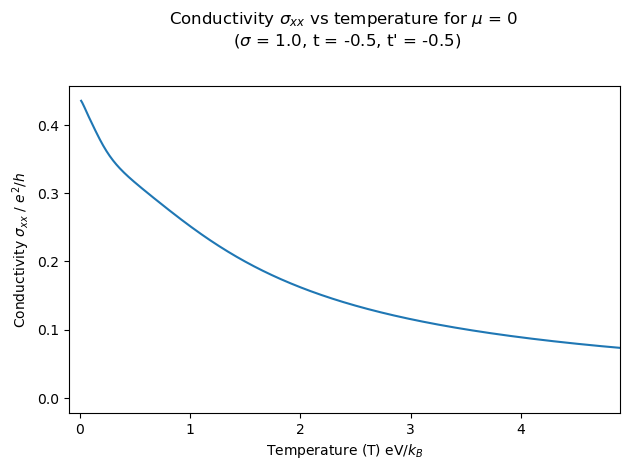 Conductivity σxx vs temperature for μ = 0
(σ = 1.0, t = -0.5, t' = -0.5)
Conductivity σxx / e²/h
0.4
0.3
0.2
0.1
0.0
0 1 2 3 4
Temperature (T) eV/kB